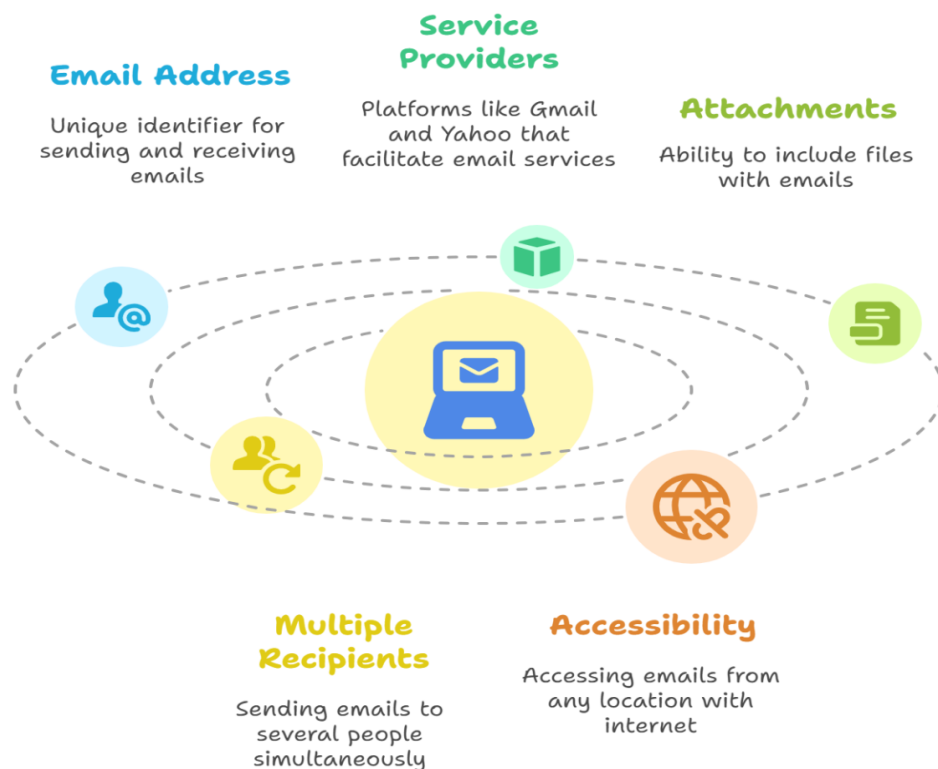 Email Address
Unique identifier for
sending and receiving
emails
Service
Providers
Platforms like Gmail
and Yahoo that
facilitate email services
Attachments
Ability to include files
with emails
Multiple
Recipients
Sending emails to
several people
simultaneously
Accessibility
Accessing emails from
any location with
internet